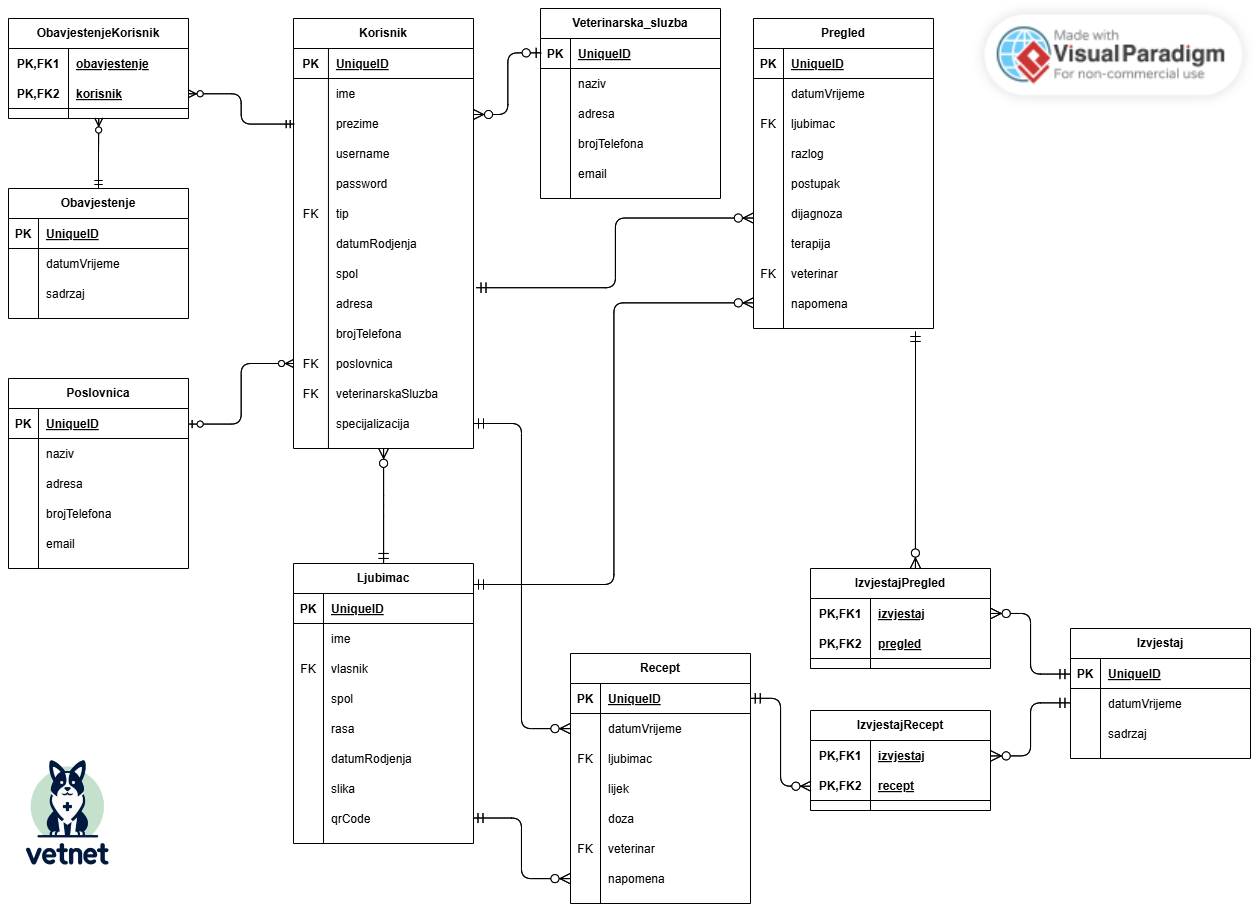 ObavjestenjeKorisnik
PK,FK1 obavjestenje
PK,FK2 korisnik
Obavjestenje
PK UniqueID
datumVrijeme
sadrzaj
Poslovnica
PK UniqueID
naziv
adresa
brojTelefona
email
Korisnik
PK UniqueID
ime
prezime
username
password
FK tip
datumRodjenja
spol
adresa
brojTelefona
FK poslovnica
FK veterinarskaSluzba
specijalizacija
Ljubimac
PK UniqueID
ime
FK vlasnik
spol
rasa
datumRodjenja
slika
qrCode
Veterinarska_sluzba
PK UniqueID
naziv
adresa
brojTelefona
email
Pregled
PK UniqueID
datumVrijeme
FK ljubimac
razlog
postupak
dijagnoza
terapija
FK veterinar
napomena
Recept
PK UniqueID
datumVrijeme
FK ljubimac
lijek
doza
FK veterinar
napomena
IzvjestajPregled
PK,FK1 izvjestaj
PK,FK2 pregled
IzvjestajRecept
PK,FK1 izvjestaj
PK,FK2 recept
Izvjestaj
PK UniqueID
datumVrijeme
sadrzaj
Made with
Visual Paradigm
For non-commercial use
vetnet